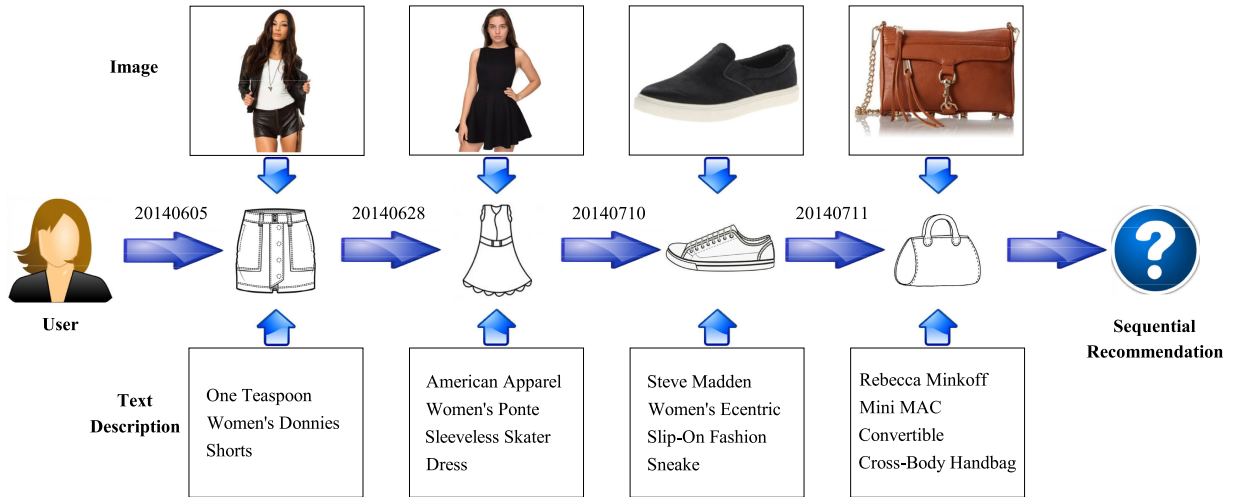 Image
20140605
20140628
20140710
20140711
User
Sequential
Recommendation
Text
Description
One Teaspoon
Women's Donnies
Shorts
American Apparel
Women's Ponte
Sleeveless Skater
Dress
Steve Madden
Women's Ecentric
Slip-On Fashion
Sneake
Rebecca Minkoff
Mini MAC
Convertible
Cross-Body Handbag